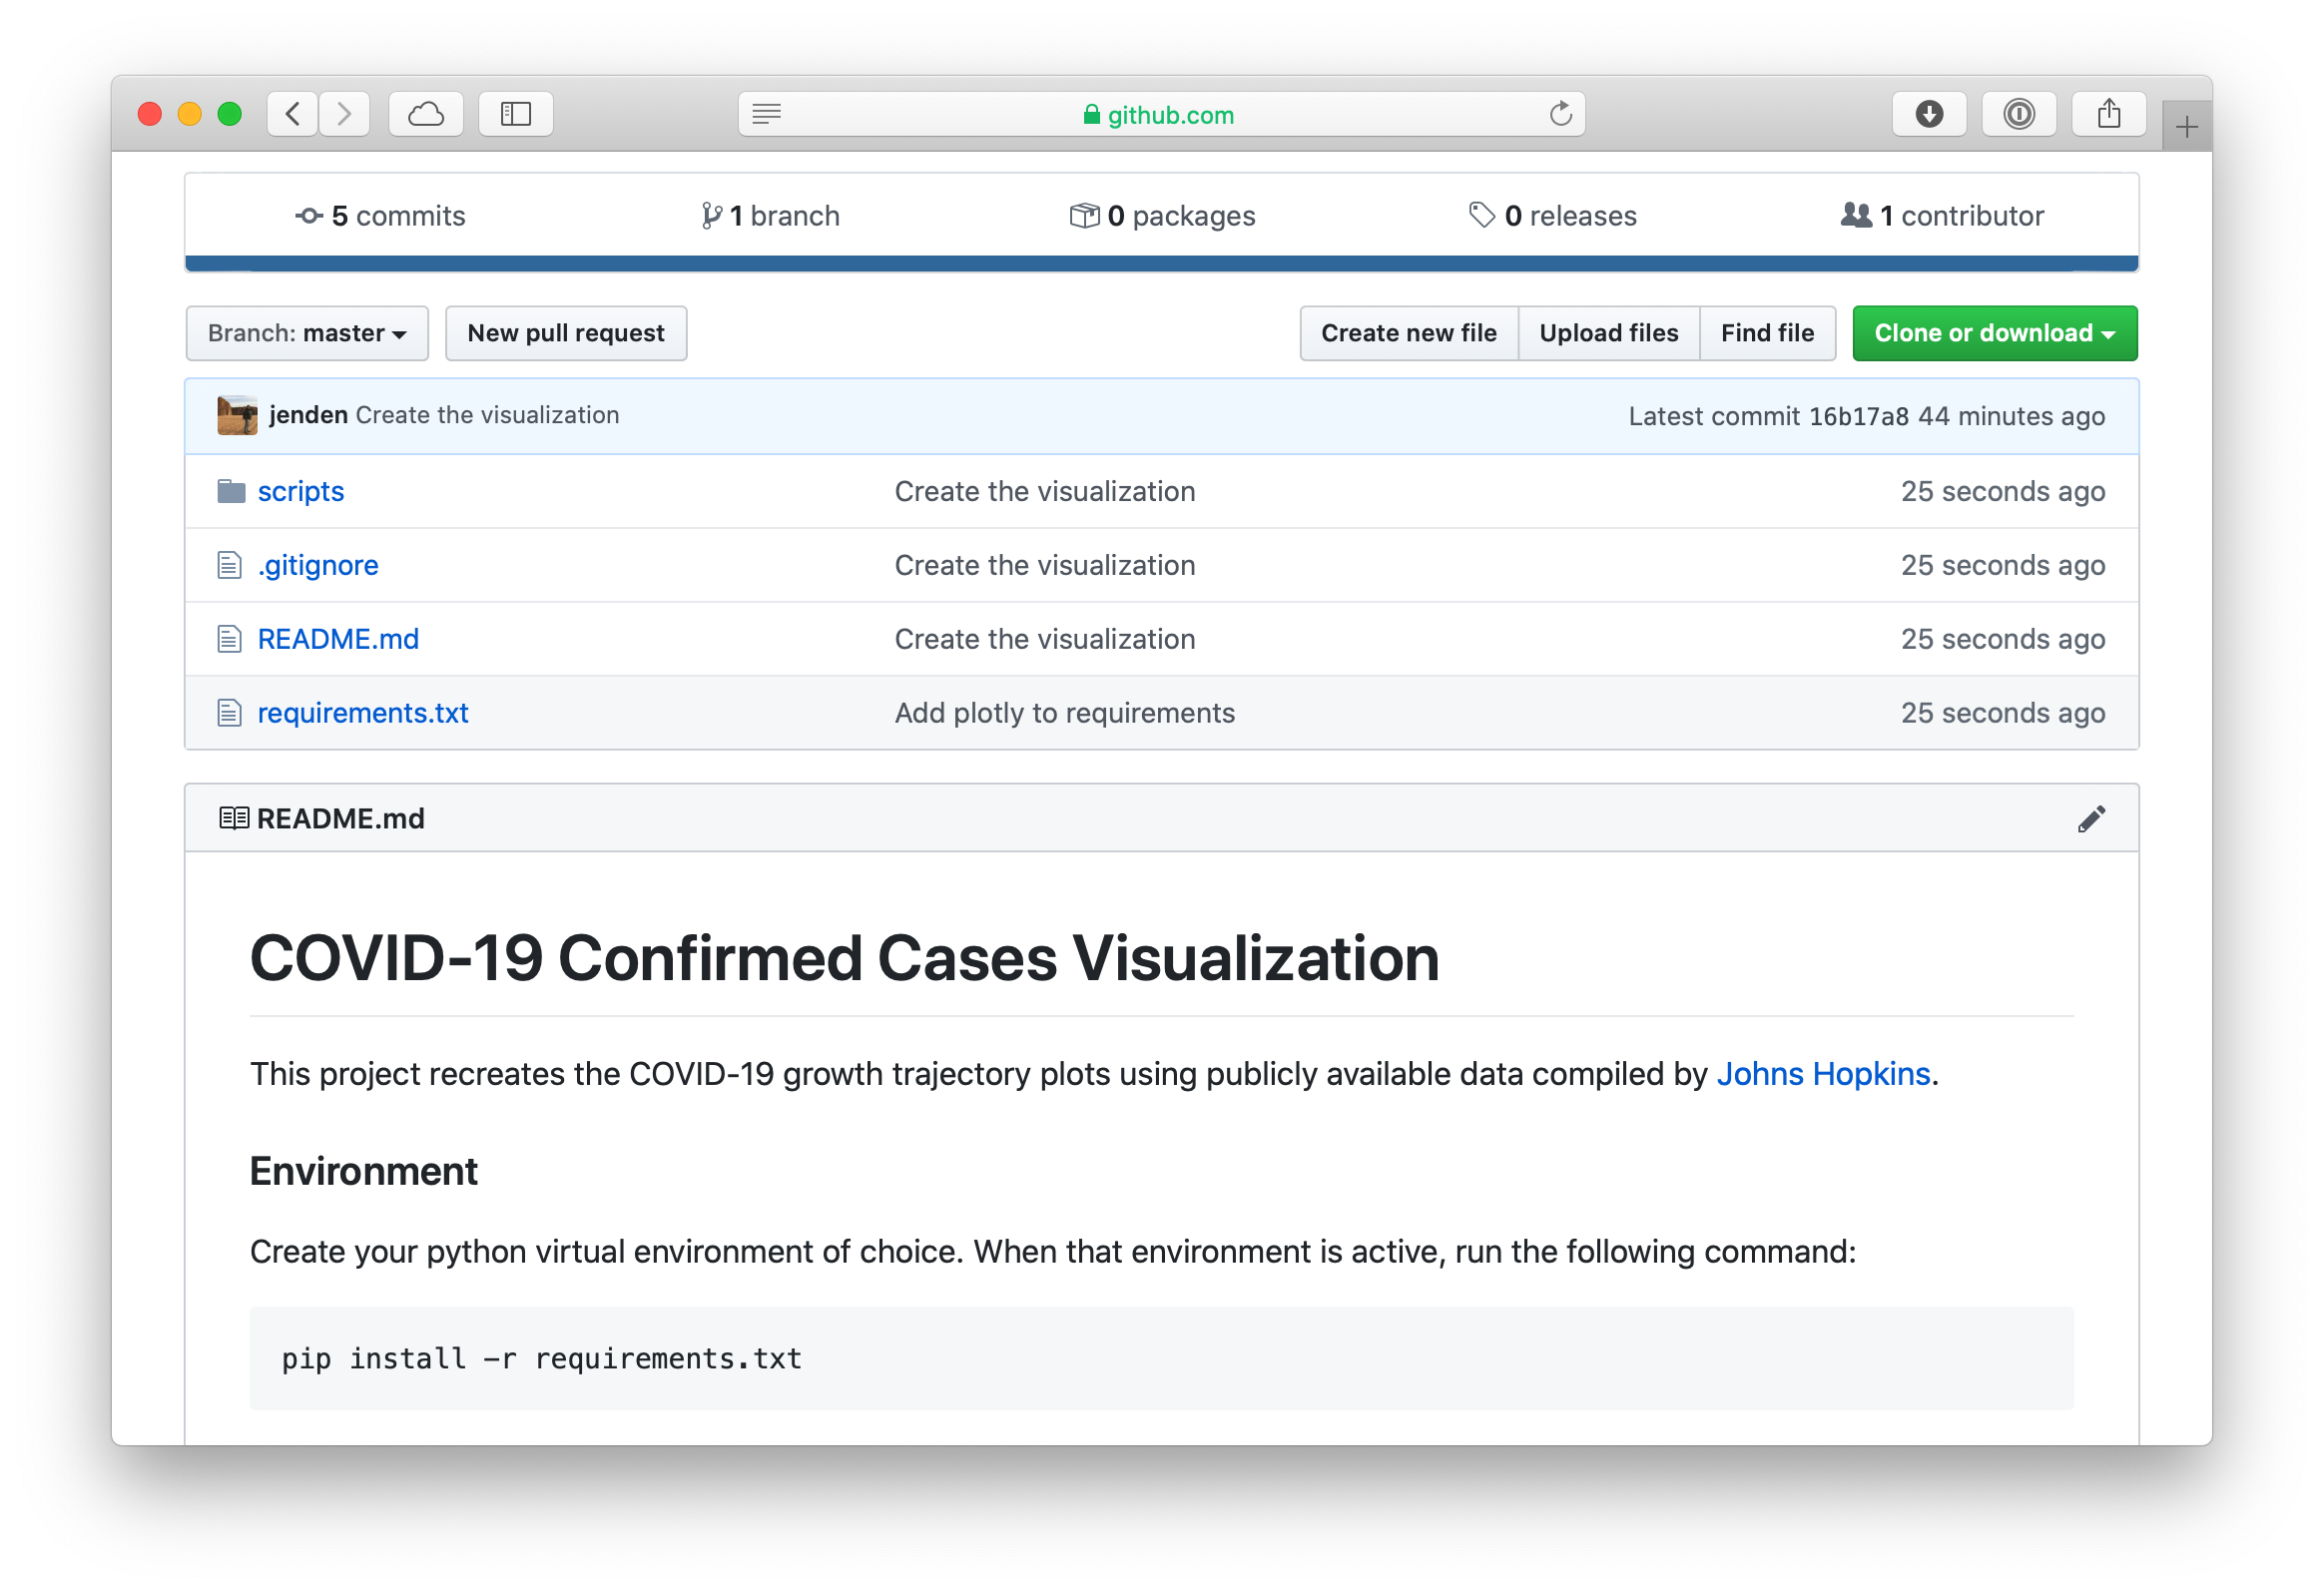 github.com
5 commits 1 branch 0 packages 0 releases 1 contributor
Branch: master New pull request Create new file Upload files Find file Clone or download
jenden Create the visualization Latest commit 16b17a8 44 minutes ago
scripts Create the visualization 25 seconds ago
.gitignore Create the visualization 25 seconds ago
README.md Create the visualization 25 seconds ago
requirements.txt Add plotly to requirements 25 seconds ago
README.md
COVID-19 Confirmed Cases Visualization
This project recreates the COVID-19 growth trajectory plots using publicly available data compiled by Johns Hopkins.
Environment
Create your python virtual environment of choice. When that environment is active, run the following command:
pip install -r requirements.txt